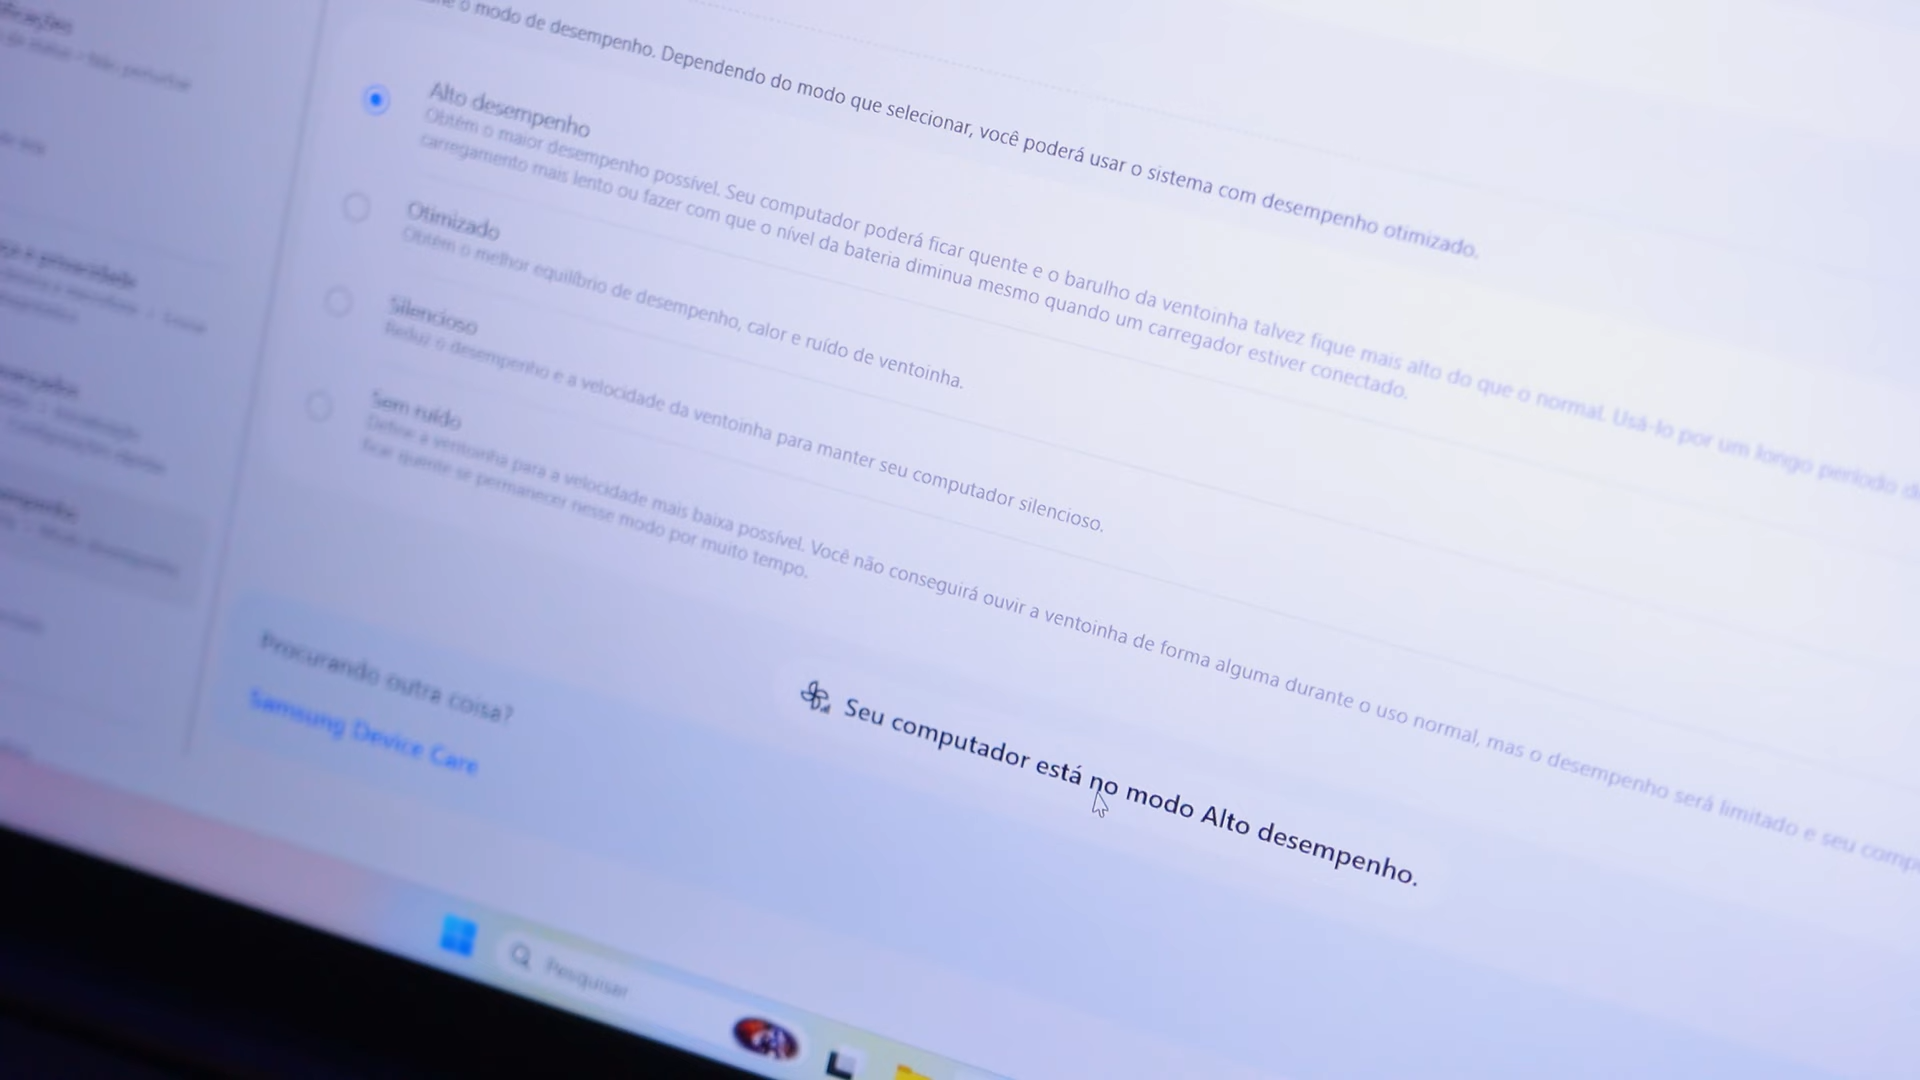 o modo de desempenho. Dependendo do modo que selecionar, você poderá usar o sistema com desempenho otimizado.
Alto desempenho
Obtém o maior desempenho possível. Seu computador poderá ficar quente e o barulho da ventoinha talvez fique mais alto do que o normal. Usá-lo por um longo período
carregamento mais lento ou fazer com que o nível da bateria diminua mesmo quando um carregador estiver conectado.
Otimizado
Obtém o melhor equilíbrio de desempenho, calor e ruído de ventoinha.
Silencioso
Reduz o desempenho e a velocidade da ventoinha para manter seu computador silencioso.
Sem ruído
Define a ventoinha para a velocidade mais baixa possível. Você não conseguirá ouvir a ventoinha de forma alguma durante o uso normal, mas o desempenho será limitado e seu
ficar quente se permanecer nesse modo por muito tempo.
Procurando outra coisa?
Samsung Device Care
Seu computador está no modo Alto desempenho.
Pesquisar